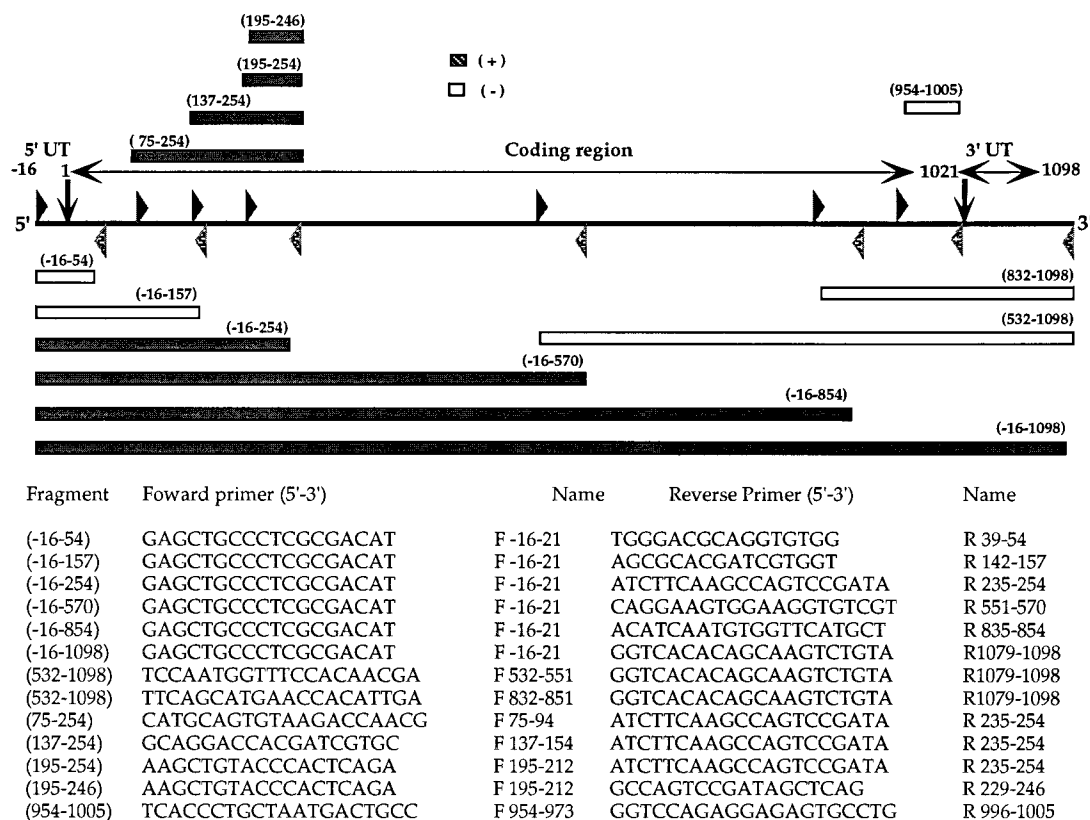 (195-246)
(195-254)
(+)
(-)
(137-254)
(954-1005)
( 75-254)
5' UT
Coding region
3' UT
-16 1 1021 1098
5' 3
(-16-54)
(832-1098)
(-16-157)
(-16-254)
(532-1098)
(-16-570)
(-16-854)
(-16-1098)
Fragment Foward primer (5'-3') Name Reverse Primer (5'-3') Name
(-16-54) GAGCTGCCCTCGCGACAT F -16-21 TGGGACGCAGGTGTGG R 39-54
(-16-157) GAGCTGCCCTCGCGACAT F -16-21 AGCGCACGATCGTGGT R 142-157
(-16-254) GAGCTGCCCTCGCGACAT F -16-21 ATCTTCAAGCCAGTCCGATA R 235-254
(-16-570) GAGCTGCCCTCGCGACAT F -16-21 CAGGAAGTGGAAGGTGTCGT R 551-570
(-16-854) GAGCTGCCCTCGCGACAT F -16-21 ACATCAATGTGGTTCATGCT R 835-854
(-16-1098) GAGCTGCCCTCGCGACAT F -16-21 GGTCACACAGCAAGTCTGTA R1079-1098
(532-1098) TCCAATGGTTTCCACAACGA F 532-551 GGTCACACAGCAAGTCTGTA R1079-1098
(532-1098) TTCAGCATGAACCACATTGA F 832-851 GGTCACACAGCAAGTCTGTA R1079-1098
(75-254) CATGCAGTGTAAGACCAACG F 75-94 ATCTTCAAGCCAGTCCGATA R 235-254
(137-254) GCAGGACCACGATCGTGC F 137-154 ATCTTCAAGCCAGTCCGATA R 235-254
(195-254) AAGCTGTACCCACTCAGA F 195-212 ATCTTCAAGCCAGTCCGATA R 235-254
(195-246) AAGCTGTACCCACTCAGA F 195-212 GCCAGTCCGATAGCTCAG R 229-246
(954-1005) TCACCCTGCTAATGACTGCC F 954-973 GGTCCAGAGGAGAGTGCCTG R 996-1005